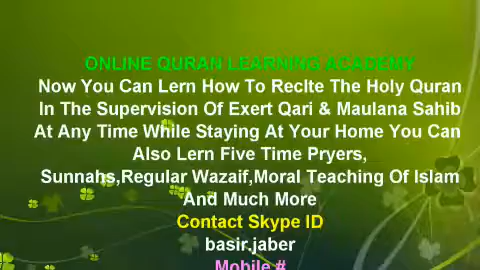 ONLINE QURAN LEARNING ACADEMY
Now You Can Lern How To RecIte The Holy Quran
In The Supervision Of Exert Qari & Maulana Sahib
At Any Time While Staying At Your Home You Can
Also Lern Five Time Pryers,
Sunnahs,Regular Wazaif,Moral Teaching Of Islam
And Much More
Contact Skype ID
basir.jaber
Mobile #